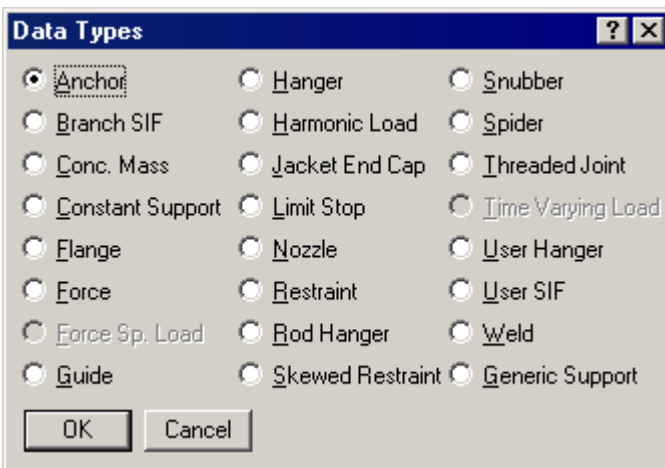 Data Types
Anchor Hanger Snubber
Branch SIF Harmonic Load Spider
Conc. Mass Jacket End Cap Threaded Joint
Constant Support Limit Stop Time Varying Load
Flange Nozzle User Hanger
Force Restraint User SIF
Force Sp. Load Rod Hanger Weld
Guide Skewed Restraint Generic Support
OK Cancel